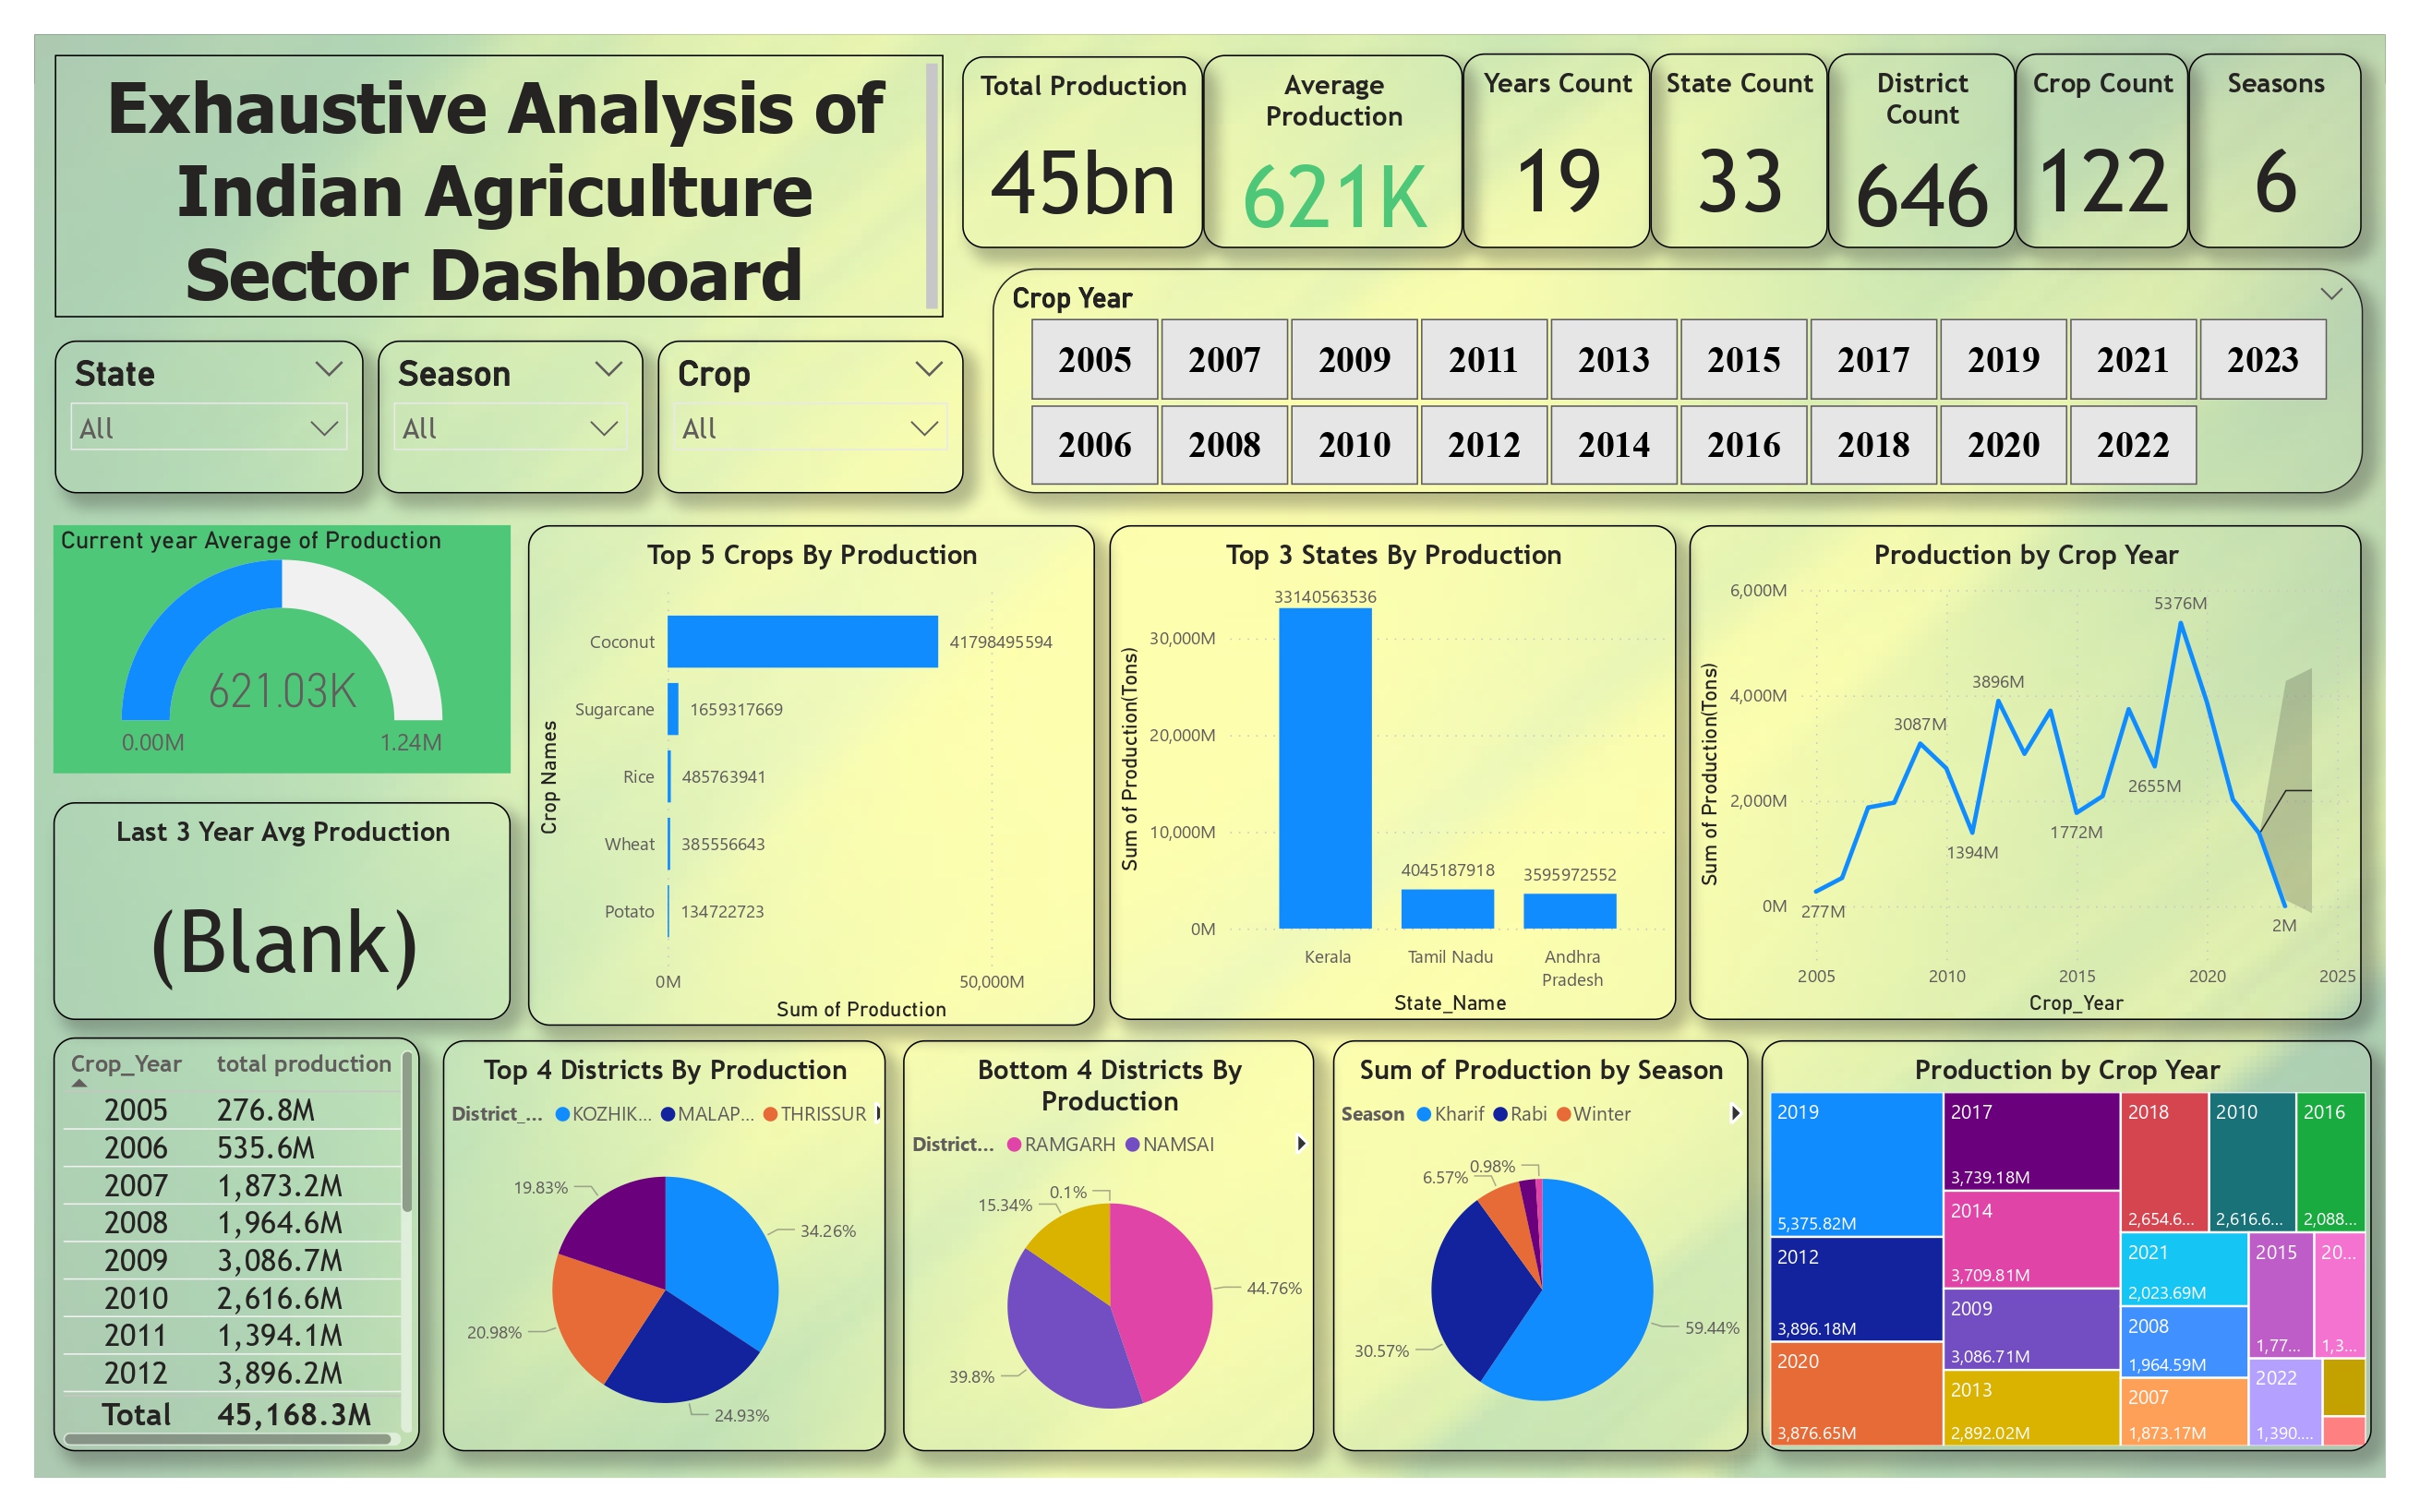 Exhaustive Analysis of
Indian Agriculture
Sector Dashboard
Total Production
45bn
Average
Production
621K
Years Count
19
State Count
33
District
Count
646
Crop Count
122
Seasons
6
Crop Year
2005 2007 2009 2011 2013 2015 2017 2019 2021 2023
2006 2008 2010 2012 2014 2016 2018 2020 2022
State
All
Season
All
Crop
All
Current year Average of Production
621.03K
0.00M 1.24M
Last 3 Year Avg Production
(Blank)
Top 5 Crops By Production
Crop Names
Coconut 41798495594
Sugarcane 1659317669
Rice 485763941
Wheat 385556643
Potato 134722723
0M 50,000M
Sum of Production
Top 3 States By Production
Sum of Production(Tons)
30,000M
20,000M
10,000M
0M
33140563536
4045187918
3595972552
Kerala
Tamil Nadu
Andhra
Pradesh
State_Name
Production by Crop Year
Sum of Production(Tons)
6,000M
4,000M
2,000M
0M
277M
3087M
1394M
3896M
1772M
2655M
5376M
2M
2005 2010 2015 2020 2025
Crop_Year
Crop_Year total production
2005 276.8M
2006 535.6M
2007 1,873.2M
2008 1,964.6M
2009 3,086.7M
2010 2,616.6M
2011 1,394.1M
2012 3,896.2M
Total 45,168.3M
Top 4 Districts By Production
District_... KOZHIK... MALAP... THRISSUR
19.83%
34.26%
20.98%
24.93%
Bottom 4 Districts By
Production
District... RAMGARH NAMSAI
0.1%
15.34%
44.76%
39.8%
Sum of Production by Season
Season Kharif Rabi Winter
0.98%
6.57%
59.44%
30.57%
Production by Crop Year
2019
5,375.82M
2012
3,896.18M
2020
3,876.65M
2017
3,739.18M
2014
3,709.81M
2009
3,086.71M
2013
2,892.02M
2018
2,654.6...
2010
2,616.6...
2016
2,088...
2021
2,023.69M
2008
1,964.59M
2007
1,873.17M
2015
1,77...
20...
1,3...
2022
1,390....